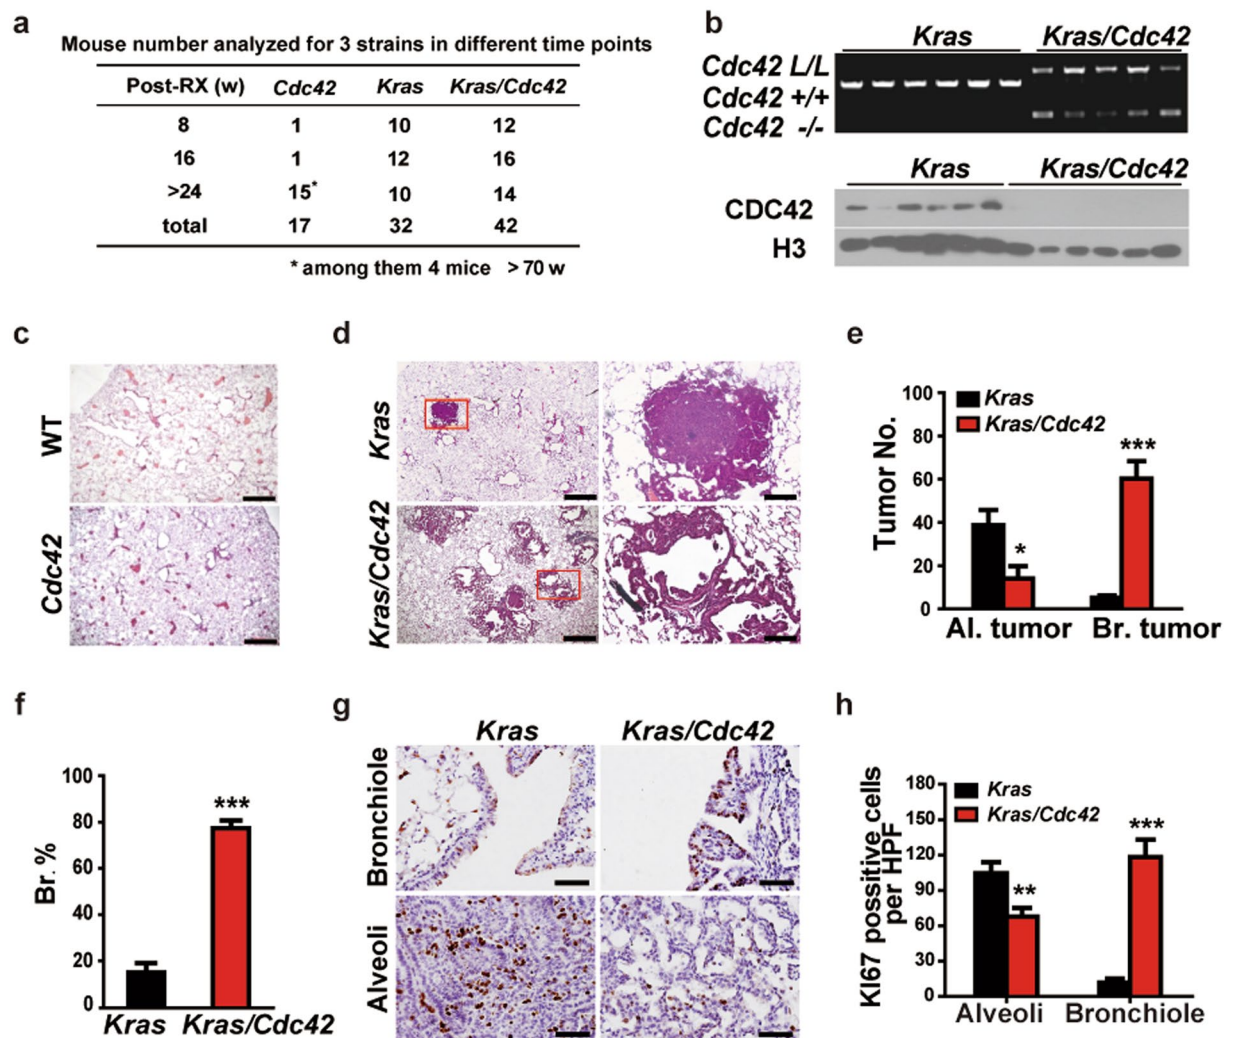 a
Mouse number analyzed for 3 strains in different time points
Post-RX (w) Cdc42 Kras Kras/Cdc42
8 1 10 12
16 1 12 16
>24 15* 10 14
total 17 32 42
* among them 4 mice > 70 w
b
Kras Kras/Cdc42
Cdc42 L/L
Cdc42 +/+
Cdc42 -/-
Kras Kras/Cdc42
CDC42
H3
c
WT
Cdc42
d
Kras
Kras/Cdc42
e
Tumor No.
100
80
60
40
20
0
Kras
Kras/Cdc42
*
***
Al. tumor Br. tumor
f
Br. %
100
80
60
40
20
0
***
Kras Kras/Cdc42
g
Kras Kras/Cdc42
Bronchiole
Alveoli
h
KI67 possitive cells
per HPF
180
150
120
90
60
30
0
Kras
Kras/Cdc42
**
***
Alveoli Bronchiole